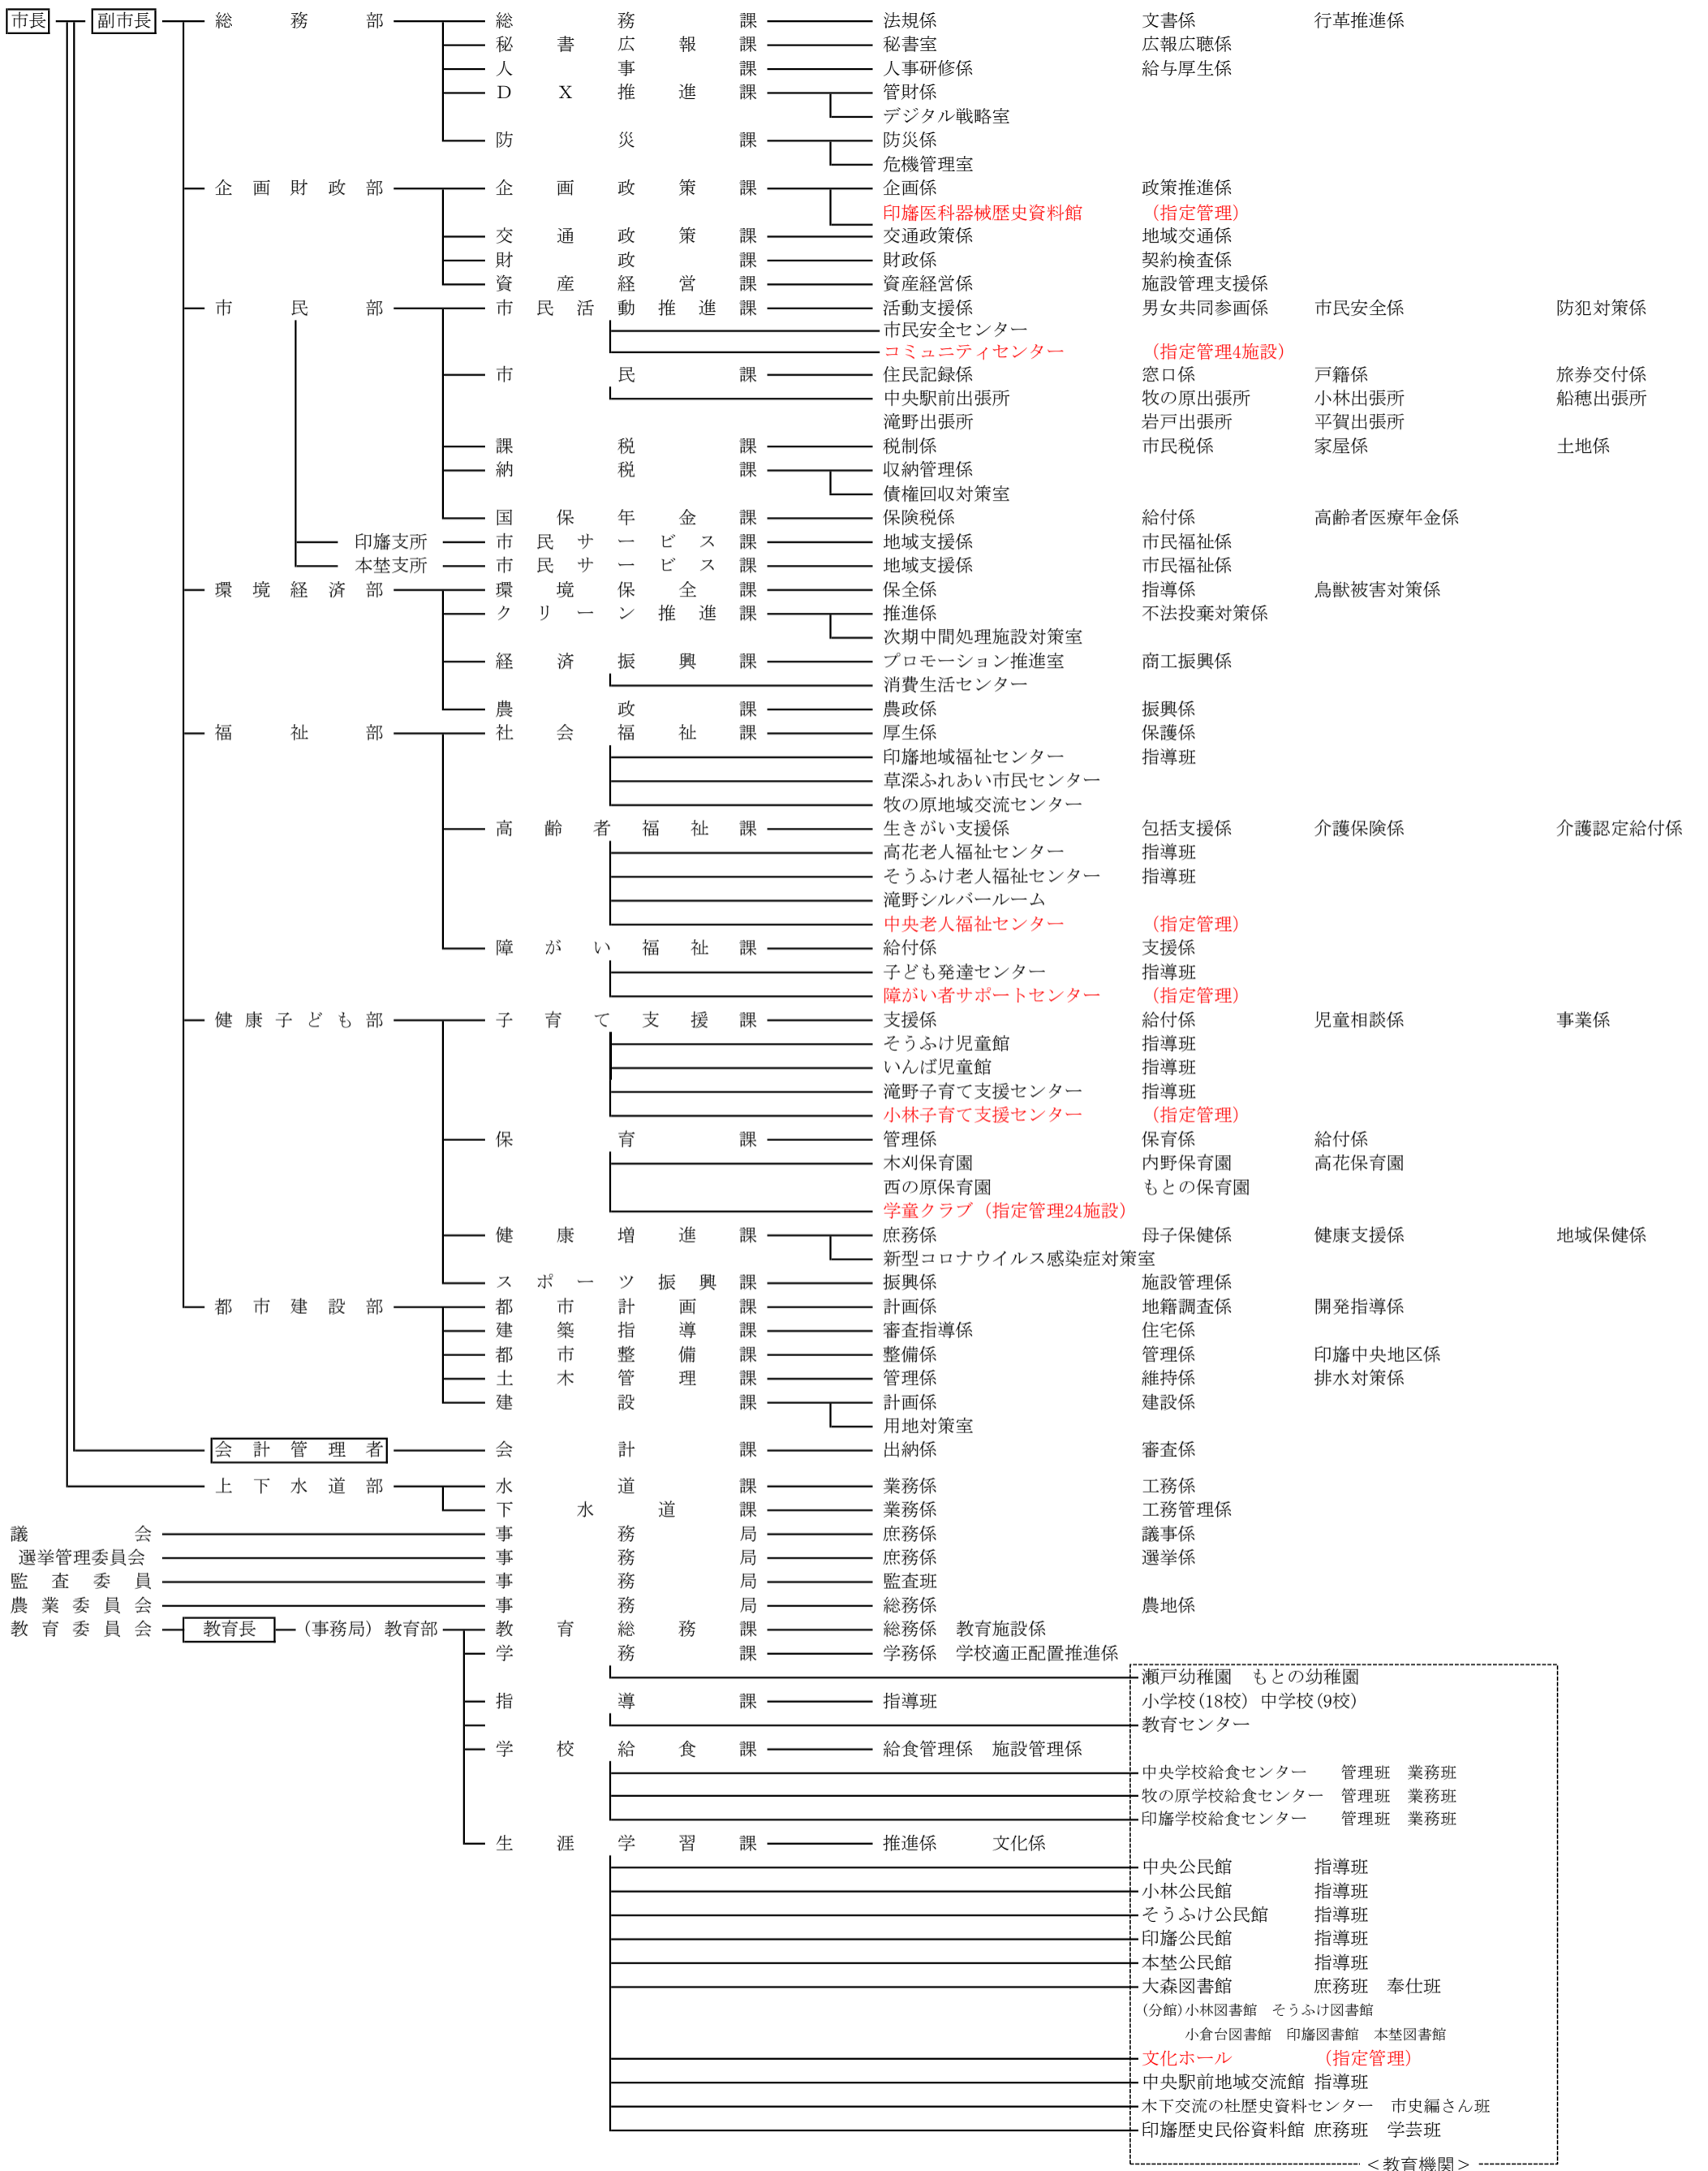 市長 副市長 総務部 総務課 法規係 文書係 行革推進係
秘書広報課 秘書室 広報広聴係
人事課 人事研修係 給与厚生係
DX推進課 管財係
デジタル戦略室
防災課 防災係
危機管理室
企画財政部 企画政策課 企画係 政策推進係
印旛医科器械歴史資料館 （指定管理）
交通政策課 交通政策係 地域交通係
財政課 財政係 契約検査係
資産経営課 資産経営係 施設管理支援係
市民部 市民活動推進課 活動支援係 男女共同参画係 市民安全係 防犯対策係
市民安全センター
コミュニティセンター （指定管理4施設）
市民課 住民記録係 窓口係 戸籍係 旅券交付係
中央駅前出張所 牧の原出張所 小林出張所 船穂出張所
滝野出張所 岩戸出張所 平賀出張所
課税課 税制係 市民税係 家屋係 土地係
納税課 収納管理係
債権回収対策室
国保年金課 保険税係 給付係 高齢者医療年金係
印旛支所 市民サービス課 地域支援係 市民福祉係
本埜支所 市民サービス課 地域支援係 市民福祉係
環境経済部 環境保全課 保全係 指導係 鳥獣被害対策係
クリーン推進課 推進係 不法投棄対策係
次期中間処理施設対策室
経済振興課 プロモーション推進室 商工振興係
消費生活センター
農政課 農政係 振興係
福祉部 社会福祉課 厚生係 保護係
印旛地域福祉センター 指導班
草深ふれあい市民センター
牧の原地域交流センター
高齢者福祉課 生きがい支援係 包括支援係 介護保険係 介護認定給付係
高花老人福祉センター 指導班
そうふけ老人福祉センター 指導班
滝野シルバールーム
中央老人福祉センター （指定管理）
障がい福祉課 給付係 支援係
子ども発達センター 指導班
障がい者サポートセンター （指定管理）
健康子ども部 子育て支援課 支援係 給付係 児童相談係 事業係
そうふけ児童館 指導班
いんば児童館 指導班
滝野子育て支援センター 指導班
小林子育て支援センター （指定管理）
保育課 管理係 保育係 給付係
木刈保育園 内野保育園 高花保育園
西の原保育園 もとの保育園
学童クラブ（指定管理24施設）
健康増進課 庶務係 母子保健係 健康支援係 地域保健係
新型コロナウイルス感染症対策室
スポーツ振興課 振興係 施設管理係
都市建設部 都市計画課 計画係 地籍調査係 開発指導係
建築指導課 審査指導係 住宅係
都市整備課 整備係 管理係 印旛中央地区係
土木管理課 管理係 維持係 排水対策係
建設課 計画係 建設係
用地対策室
会計管理者 会計課 出納係 審査係
上下水道部 水道課 業務係 工務係
下水道課 業務係 工務管理係
議会 事務局 庶務係 議事係
選挙管理委員会 事務局 庶務係 選挙係
監査委員 事務局 監査班
農業委員会 事務局 総務係 農地係
教育委員会 教育長 （事務局）教育部 教育総務課 総務係 教育施設係
学務課 学務係 学校適正配置推進係
瀬戸幼稚園 もとの幼稚園
指導課 指導班 小学校(18校) 中学校(9校)
教育センター
学校給食課 給食管理係 施設管理係
中央学校給食センター 管理班 業務班
牧の原学校給食センター 管理班 業務班
印旛学校給食センター 管理班 業務班
生涯学習課 推進係 文化係
中央公民館 指導班
小林公民館 指導班
そうふけ公民館 指導班
印旛公民館 指導班
本埜公民館 指導班
大森図書館 庶務班 奉仕班
(分館)小林図書館 そうふけ図書館
小倉台図書館 印旛図書館 本埜図書館
文化ホール （指定管理）
中央駅前地域交流館 指導班
木下交流の杜歴史資料センター 市史編さん班
印旛歴史民俗資料館 庶務班 学芸班
＜教育機関＞